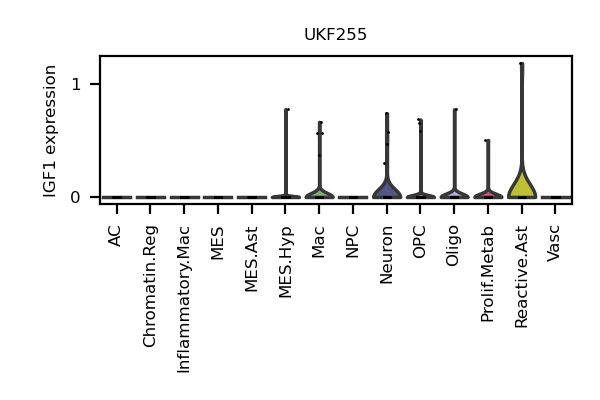 UKF255
IGF1 expression
1
0
AC
Chromatin.Reg
Inflammatory.Mac
MES
MES.Ast
MES.Hyp
Mac
NPC
Neuron
OPC
Oligo
Prolif.Metab
Reactive.Ast
Vasc